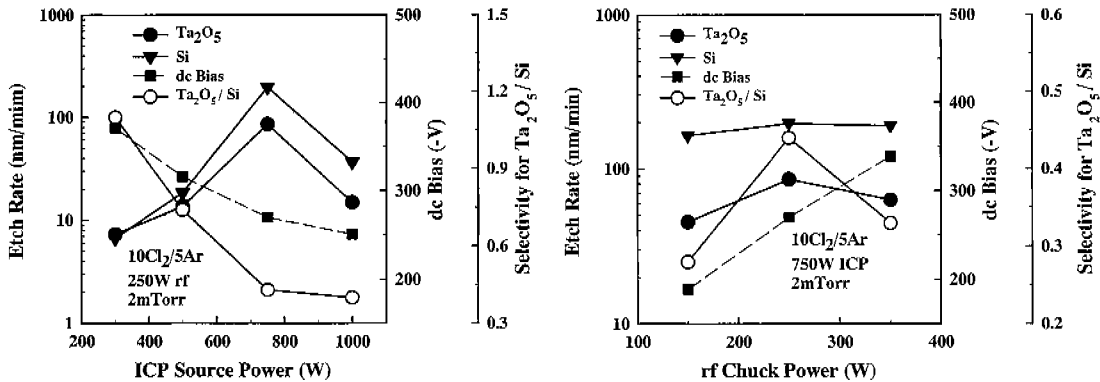 1000
100
10
1
Etch Rate (nm/mim)
200
400
600
800
1000
ICP Source Power (W)
Ta2O5
Si
dc Bias
Ta2O5 / Si
10Cl2/5Ar
250W rf
2mTorr
500
400
300
200
dc Bias (-V)
1.5
1.2
0.9
0.6
0.3
Selectivity for Ta2O5 / Si
1000
100
10
Etch Rate (nm/min)
100
200
300
400
rf Chuck Power (W)
Ta2O5
Si
dc Bias
Ta2O5 / Si
10Cl2/5Ar
750W ICP
2mTorr
500
400
300
200
dc Bias (-V)
0.6
0.5
0.4
0.3
0.2
Selectivity for Ta2O5 / Si